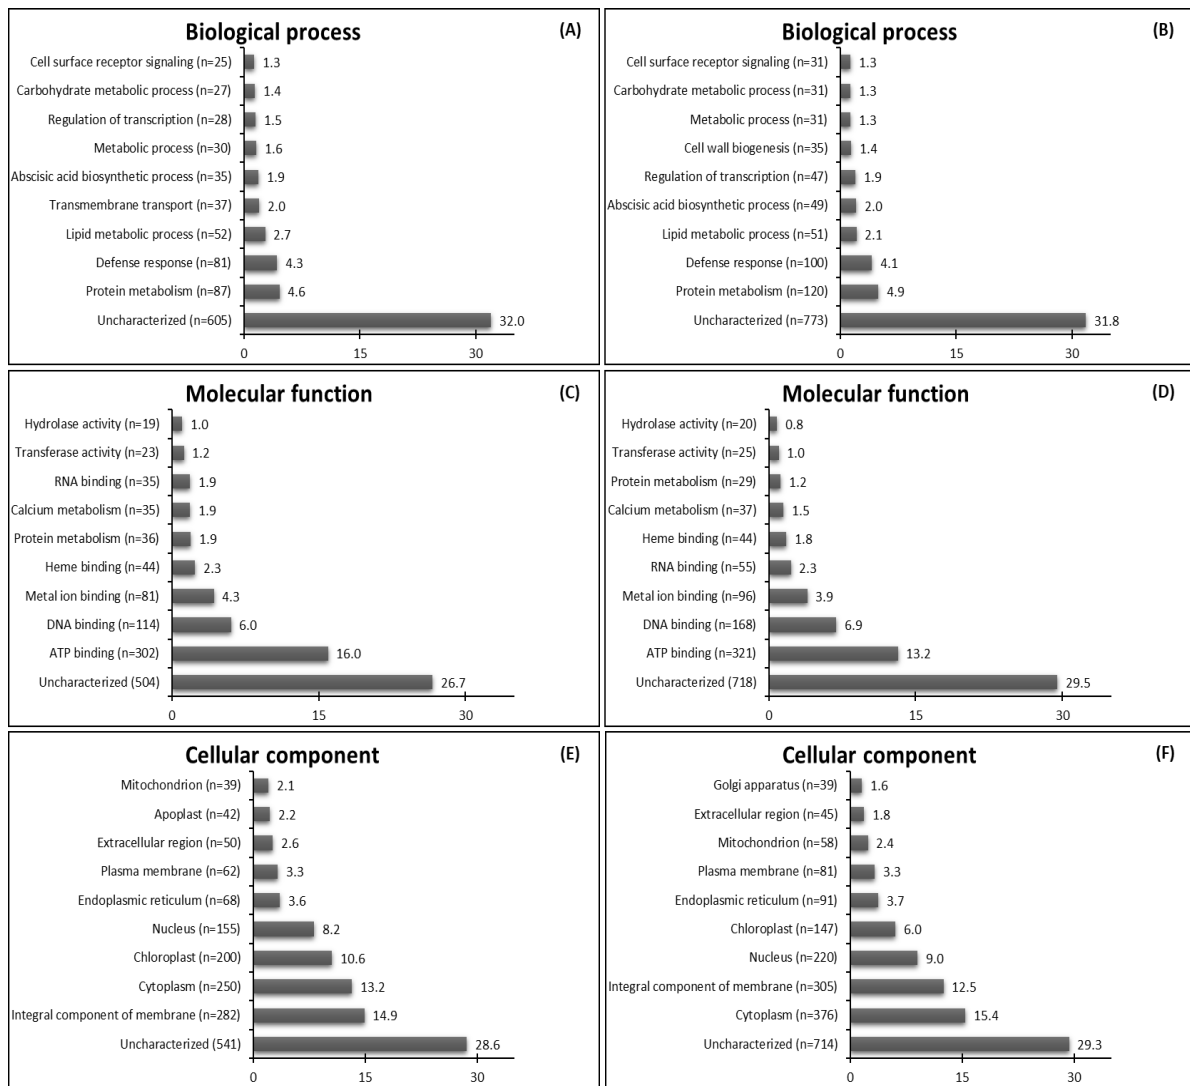 Biological process (A)
Cell surface receptor signaling (n=25) 1.3
Carbohydrate metabolic process (n=27) 1.4
Regulation of transcription (n=28) 1.5
Metabolic process (n=30) 1.6
Abscisic acid biosynthetic process (n=35) 1.9
Transmembrane transport (n=37) 2.0
Lipid metabolic process (n=52) 2.7
Defense response (n=81) 4.3
Protein metabolism (n=87) 4.6
Uncharacterized (n=605) 32.0
0 15 30
Biological process (B)
Cell surface receptor signaling (n=31) 1.3
Carbohydrate metabolic process (n=31) 1.3
Metabolic process (n=31) 1.3
Cell wall biogenesis (n=35) 1.4
Regulation of transcription (n=47) 1.9
Abscisic acid biosynthetic process (n=49) 2.0
Lipid metabolic process (n=51) 2.1
Defense response (n=100) 4.1
Protein metabolism (n=120) 4.9
Uncharacterized (n=773) 31.8
0 15 30
Molecular function (C)
Hydrolase activity (n=19) 1.0
Transferase activity (n=23) 1.2
RNA binding (n=35) 1.9
Calcium metabolism (n=35) 1.9
Protein metabolism (n=36) 1.9
Heme binding (n=44) 2.3
Metal ion binding (n=81) 4.3
DNA binding (n=114) 6.0
ATP binding (n=302) 16.0
Uncharacterized (504) 26.7
0 15 30
Molecular function (D)
Hydrolase activity (n=20) 0.8
Transferase activity (n=25) 1.0
Protein metabolism (n=29) 1.2
Calcium metabolism (n=37) 1.5
Heme binding (n=44) 1.8
RNA binding (n=55) 2.3
Metal ion binding (n=96) 3.9
DNA binding (n=168) 6.9
ATP binding (n=321) 13.2
Uncharacterized (718) 29.5
0 15 30
Cellular component (E)
Mitochondrion (n=39) 2.1
Apoplast (n=42) 2.2
Extracellular region (n=50) 2.6
Plasma membrane (n=62) 3.3
Endoplasmic reticulum (n=68) 3.6
Nucleus (n=155) 8.2
Chloroplast (n=200) 10.6
Cytoplasm (n=250) 13.2
Integral component of membrane (n=282) 14.9
Uncharacterized (541) 28.6
0 15 30
Cellular component (F)
Golgi apparatus (n=39) 1.6
Extracellular region (n=45) 1.8
Mitochondrion (n=58) 2.4
Plasma membrane (n=81) 3.3
Endoplasmic reticulum (n=91) 3.7
Chloroplast (n=147) 6.0
Nucleus (n=220) 9.0
Integral component of membrane (n=305) 12.5
Cytoplasm (n=376) 15.4
Uncharacterized (n=714) 29.3
0 15 30